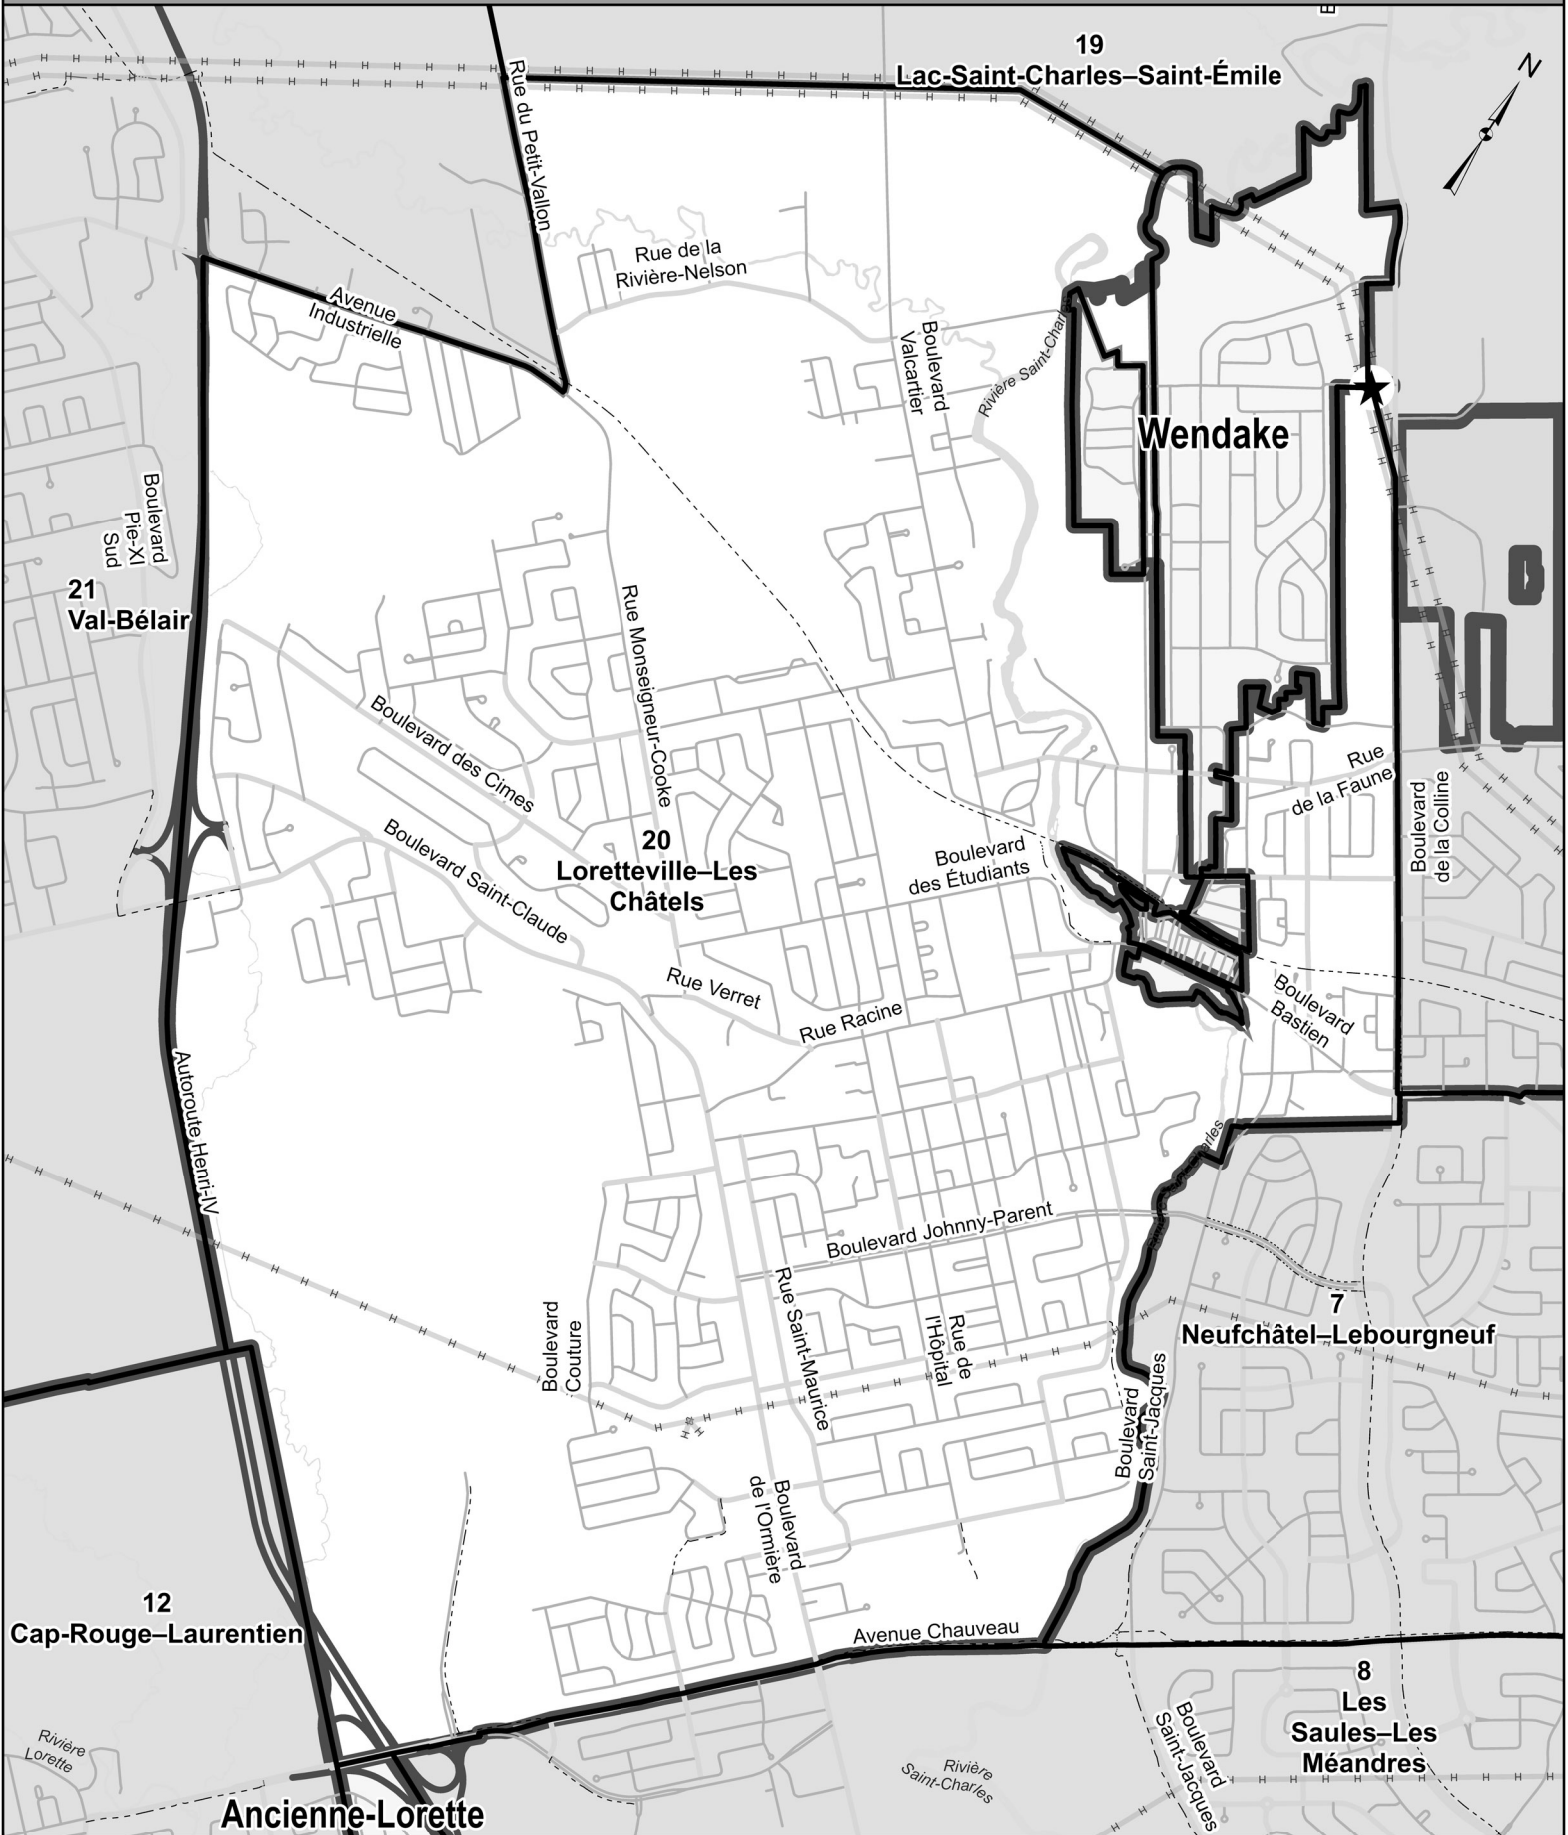 19
Lac-Saint-Charles–Saint-Émile
N
Rue du Petit-Vallon
Rue de la
Rivière-Nelson
Avenue
Industrielle
Boulevard
Valcartier
Rivière Saint-Charles
Wendake
Boulevard
Pie-XI
Sud
21
Val-Bélair
Rue Monseigneur-Cooke
Boulevard des Cimes
Boulevard Saint-Claude
20
Loretteville–Les
Châtels
Boulevard
des Étudiants
Rue
de la Faune
Boulevard
de la Colline
Rue Verret
Rue Racine
Boulevard
Bastien
Autoroute Henri-IV
Boulevard Johnny-Parent
Boulevard
Couture
Rue Saint-Maurice
Rue de
l'Hôpital
7
Neufchâtel–Lebourgneuf
Boulevard
Saint-Jacques
Boulevard
de l'Ormière
12
Cap-Rouge–Laurentien
Avenue Chauveau
8
Les
Saules–Les
Méandres
Rivière
Lorette
Rivière
Saint-Charles
Boulevard
Saint-Jacques
Ancienne-Lorette